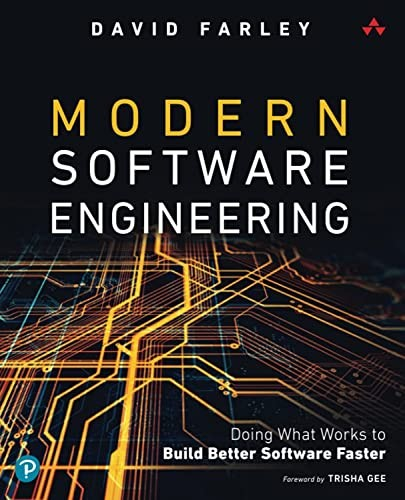 DAVID FARLEY
MODERN
SOFTWARE
ENGINEERING
Doing What Works to
Build Better Software Faster
Foreword by TRISHA GEE
P